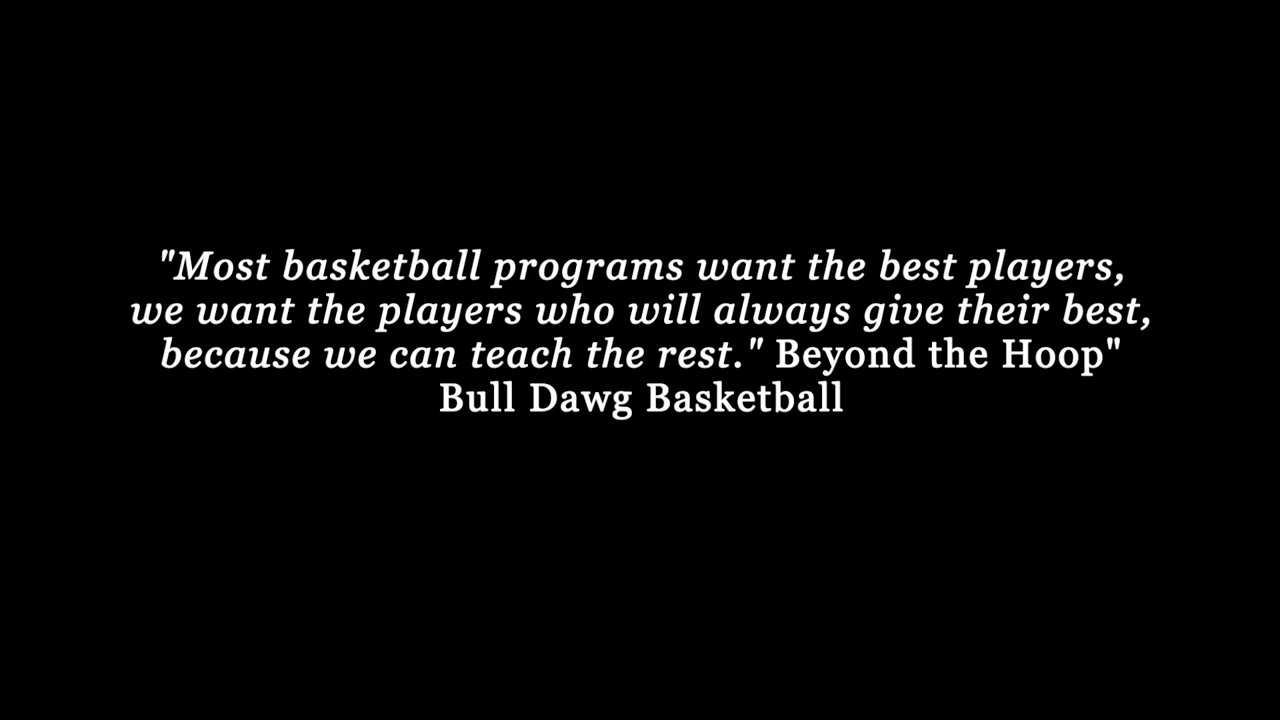 "Most basketball programs want the best players,
we want the players who will always give their best,
because we can teach the rest." Beyond the Hoop"
Bull Dawg Basketball